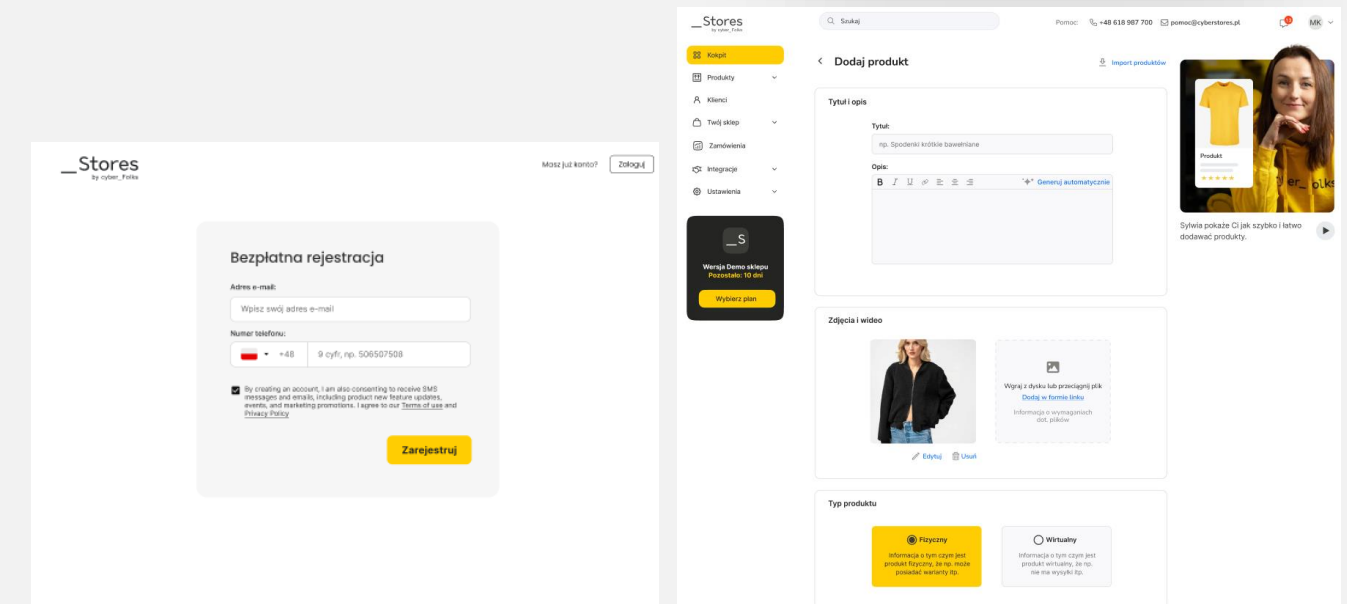 __Stores
by cyber_Folks
Masz już konto?
Zaloguj
Bezpłatna rejestracja
Adres e-mail:
Wpisz swój adres e-mail
Numer telefonu:
+48
9 cyfr, np. 506507508
By creating an account, I am also consenting to receive SMS
messages and emails, including product new feature updates,
events, and marketing promotions. I agree to our Terms of use and
Privacy Policy
Zarejestruj
__Stores
by cyber_Folks
Szukaj
Pomoc:
+48 618 987 700
pomoc@cyberstores.pl
MK
Kokpit
Produkty
Klienci
Twój sklep
Zamówienia
Integracje
Ustawienia
__S
Wersja Demo sklepu
Pozostało: 10 dni
Wybierz plan
Dodaj produkt
Import produktów
Tytuł i opis
Tytuł:
np. Spodenki krótkie bawełniane
Opis:
B I U
Generuj automatycznie
Zdjęcia i wideo
Wgraj z dysku lub przeciągnij plik
Dodaj w formie linku
Informacja o wymaganiach
dot. plików
Edytuj
Usuń
Typ produktu
Fizyczny
Informacja o tym czym jest
produkt fizyczny, że np. może
posiadać warianty itp.
Wirtualny
Informacja o tym czym jest
produkt wirtualny, że np.
nie ma wysyłki itp.
Produkt
er_ olks
Sylwia pokaże Ci jak szybko i łatwo
dodawać produkty.